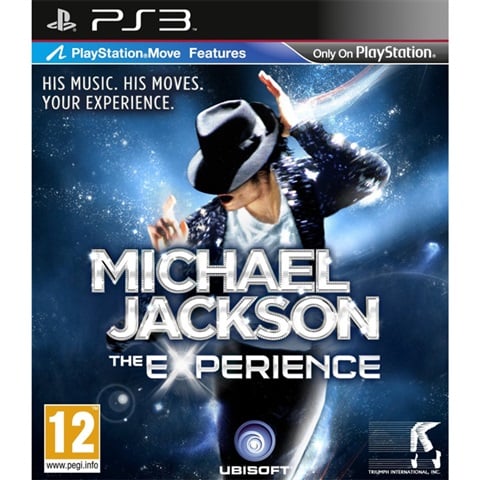 PS3
PlayStation®Move Features
Only On PlayStation®
HIS MUSIC. HIS MOVES.
YOUR EXPERIENCE.
MICHAEL
JACKSON
THE EXPERIENCE
12
www.pegi.info
UBISOFT
TRIUMPH INTERNATIONAL, INC.